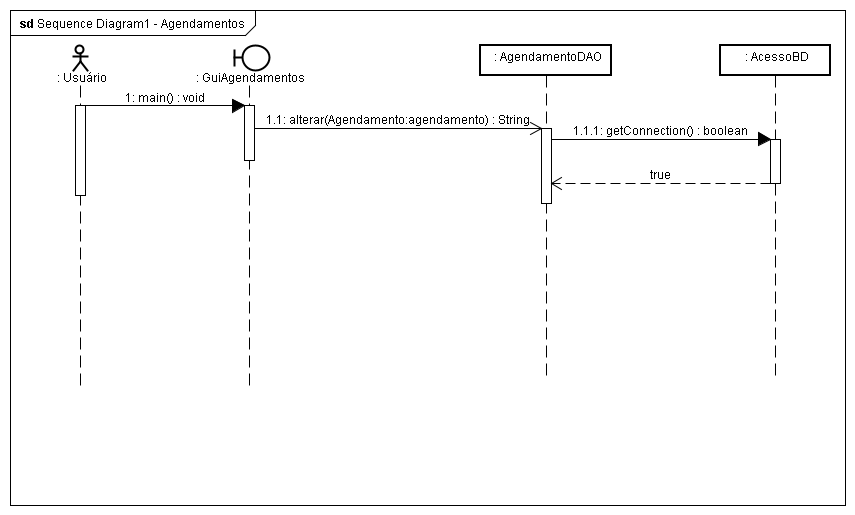 sd Sequence Diagram1 - Agendamentos
: Usuário
: GuiAgendamentos
: AgendamentoDAO
: AcessoBD
1: main() : void
1.1: alterar(Agendamento:agendamento) : String
1.1.1: getConnection() : boolean
true